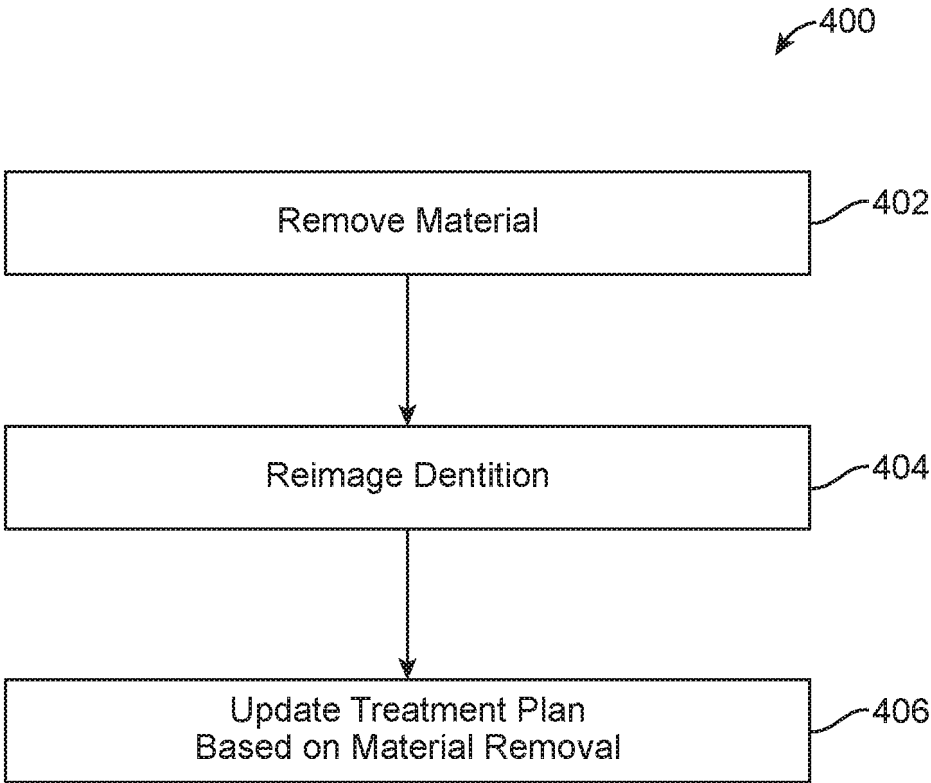 400
Remove Material
402
Reimage Dentition
404
Update Treatment Plan
Based on Material Removal
406